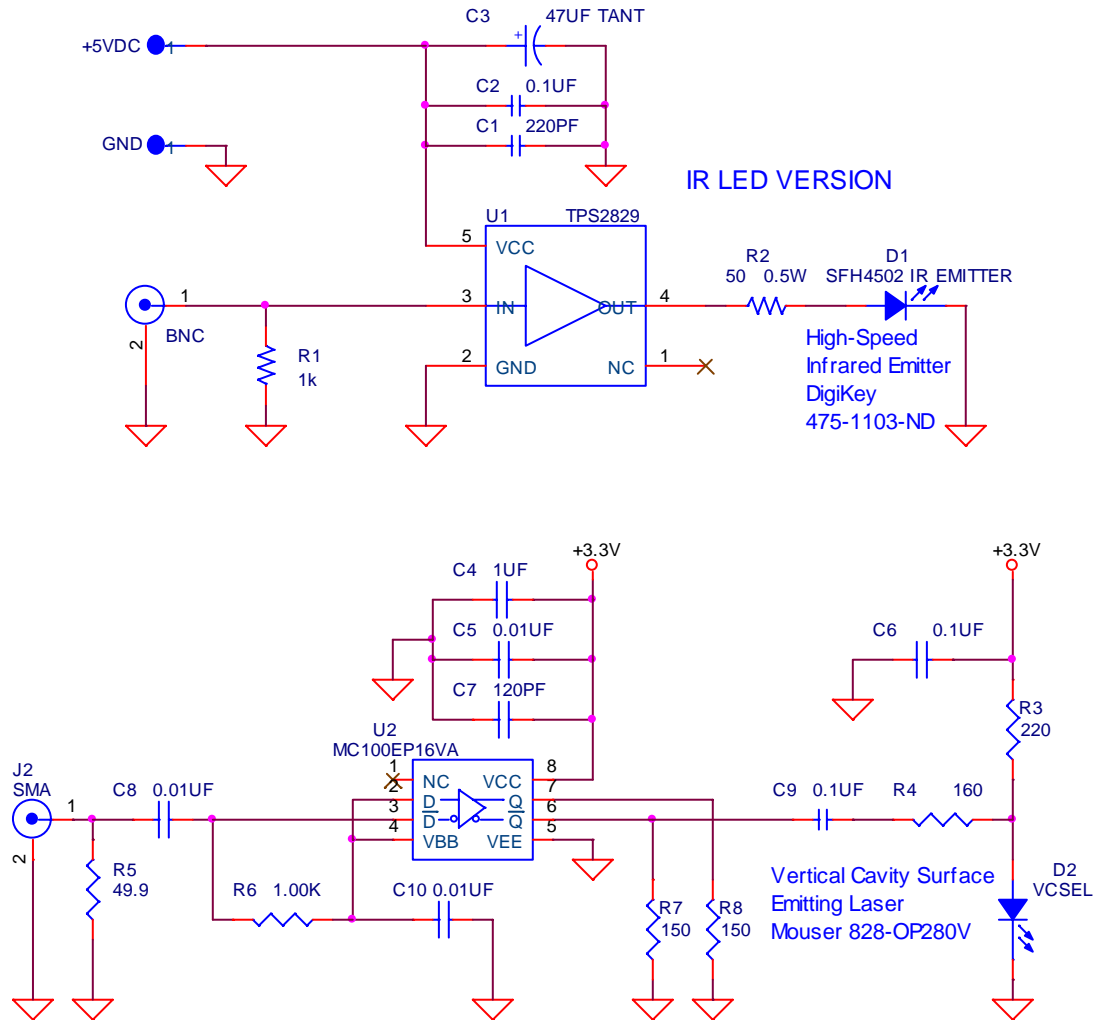 C3 47UF TANT
+5VDC 1
+
C2 0.1UF
GND 1
C1 220PF
IR LED VERSION
U1 TPS2829
5 VCC
R2 D1
50 0.5W SFH4502 IR EMITTER
1 3 IN OUT 4
BNC
2
High-Speed
Infrared Emitter
DigiKey
475-1103-ND
R1
1k
2 GND NC 1
+3.3V +3.3V
C4 1UF
C5 0.01UF
C6 0.1UF
C7 120PF
R3
220
U2
MC100EP16VA
J2
SMA
1 NC VCC 8
2 D Q 7
3 D Q 6
4 VBB VEE 5
C8 0.01UF
C9 0.1UF R4 160
1
2
R5
49.9
R6 1.00K C10 0.01UF
R7
150
R8
150
Vertical Cavity Surface
Emitting Laser
Mouser 828-OP280V
D2
VCSEL